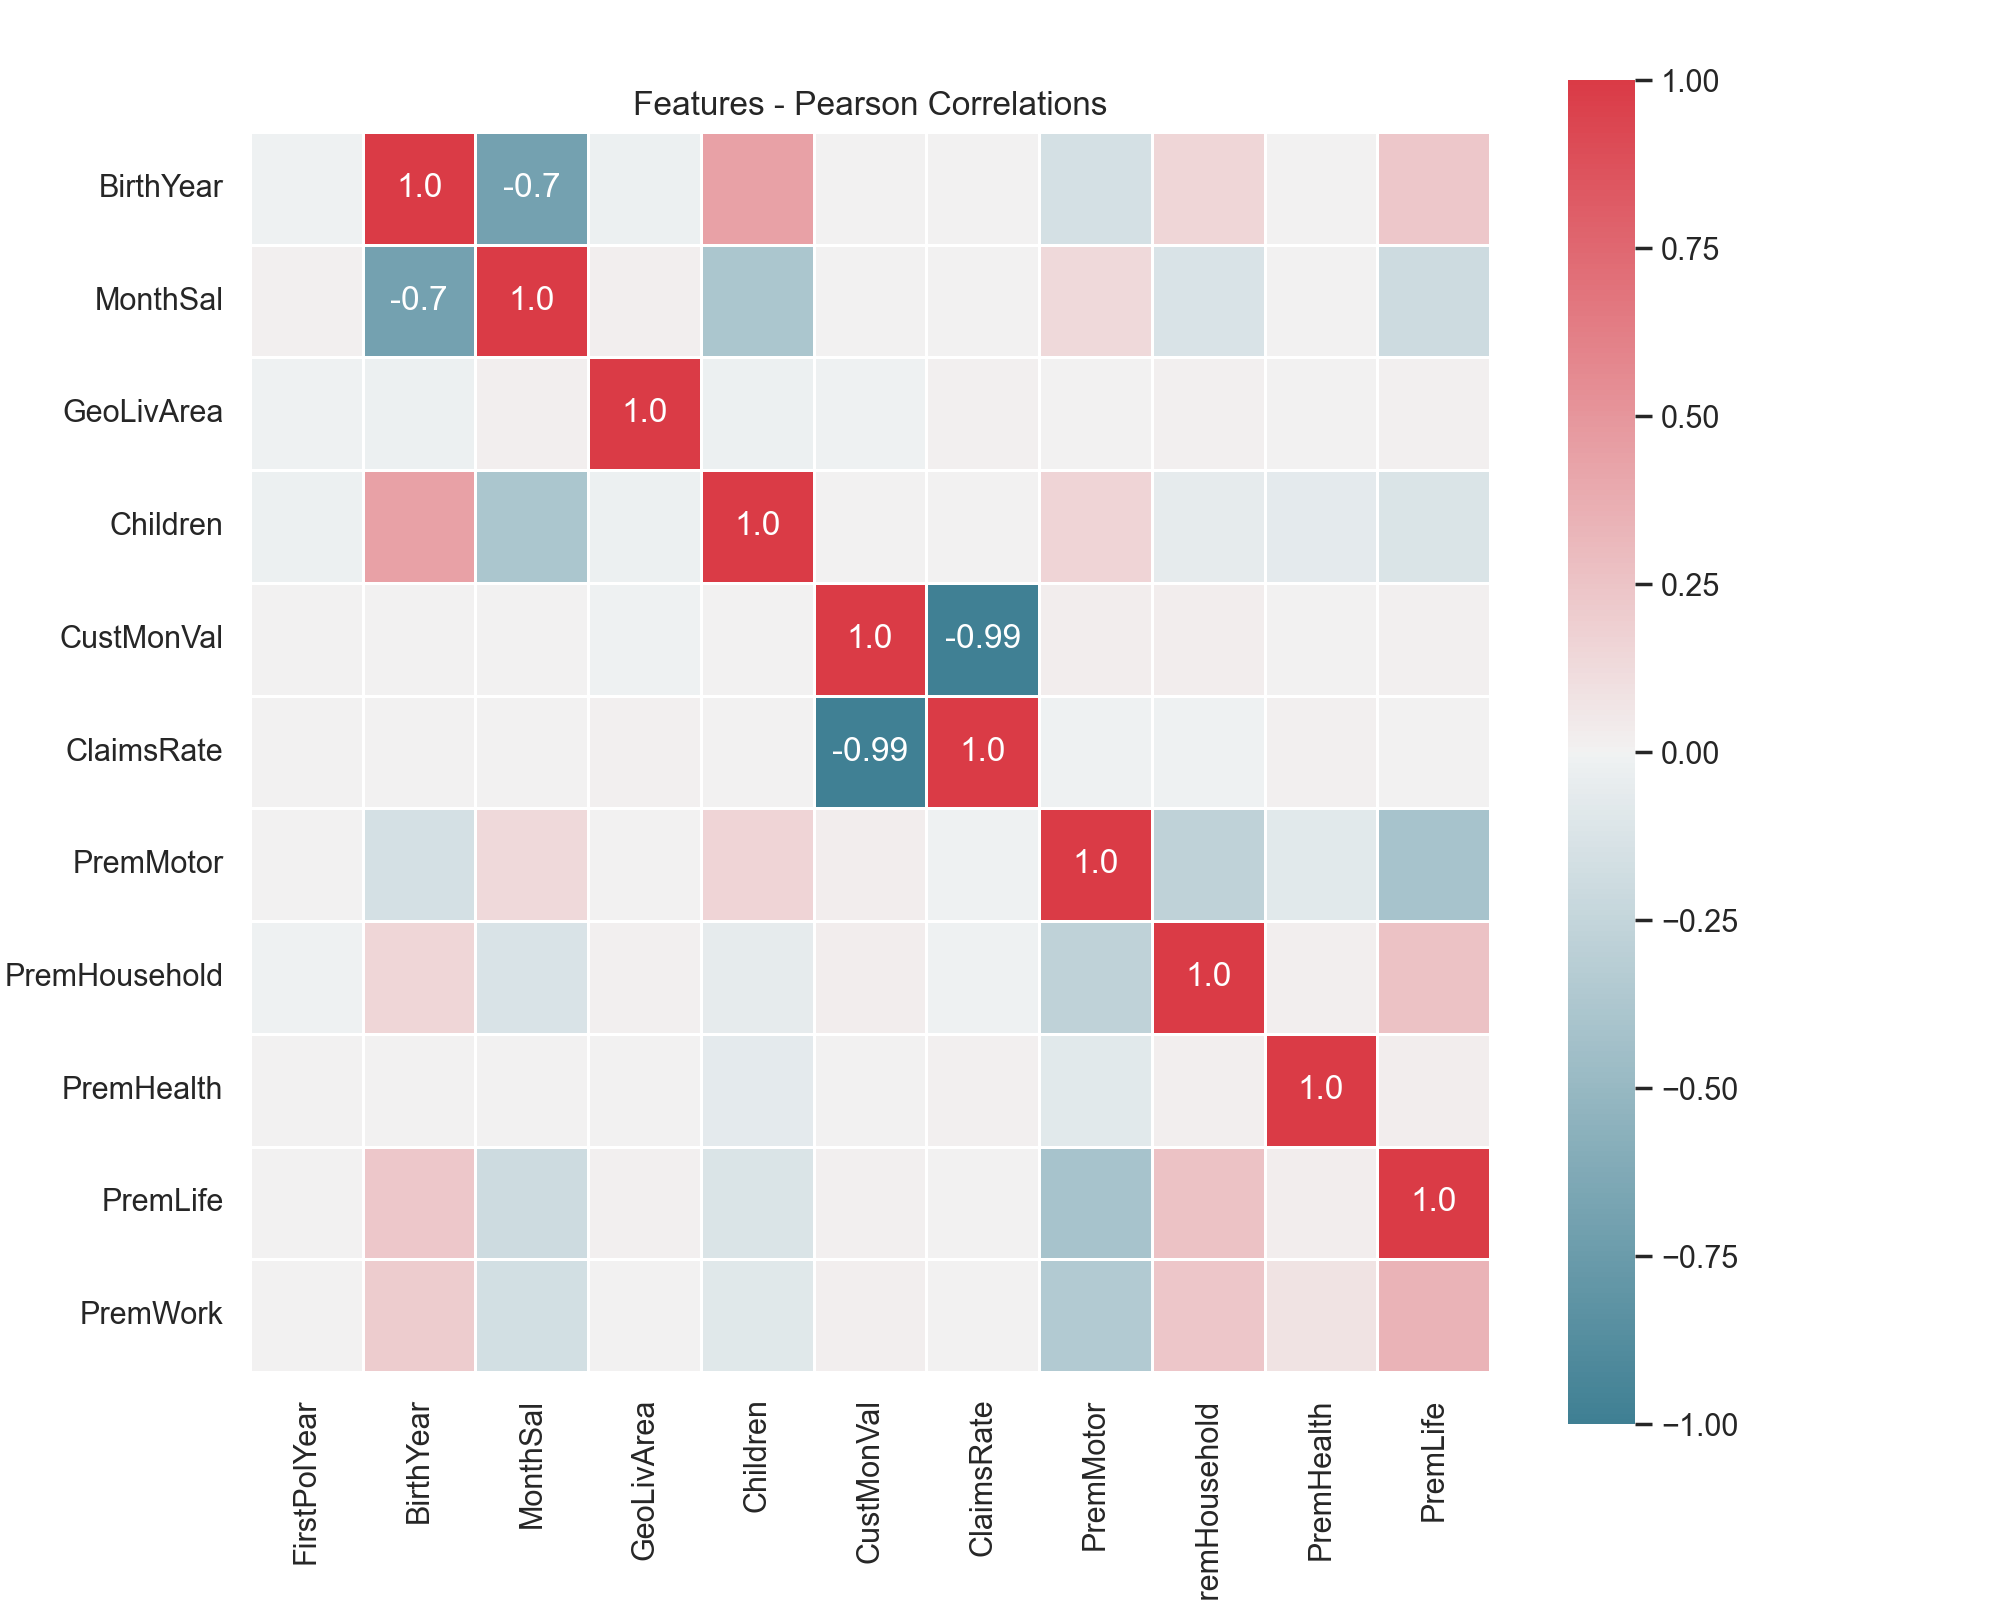 Features - Pearson Correlations
BirthYear 1.0 -0.7
MonthSal -0.7 1.0
GeoLivArea 1.0
Children 1.0
CustMonVal 1.0 -0.99
ClaimsRate -0.99 1.0
PremMotor 1.0
PremHousehold 1.0
PremHealth 1.0
PremLife 1.0
PremWork
FirstPolYear
BirthYear
MonthSal
GeoLivArea
Children
CustMonVal
ClaimsRate
PremMotor
remHousehold
PremHealth
PremLife
1.00
0.75
0.50
0.25
0.00
−0.25
−0.50
−0.75
−1.00